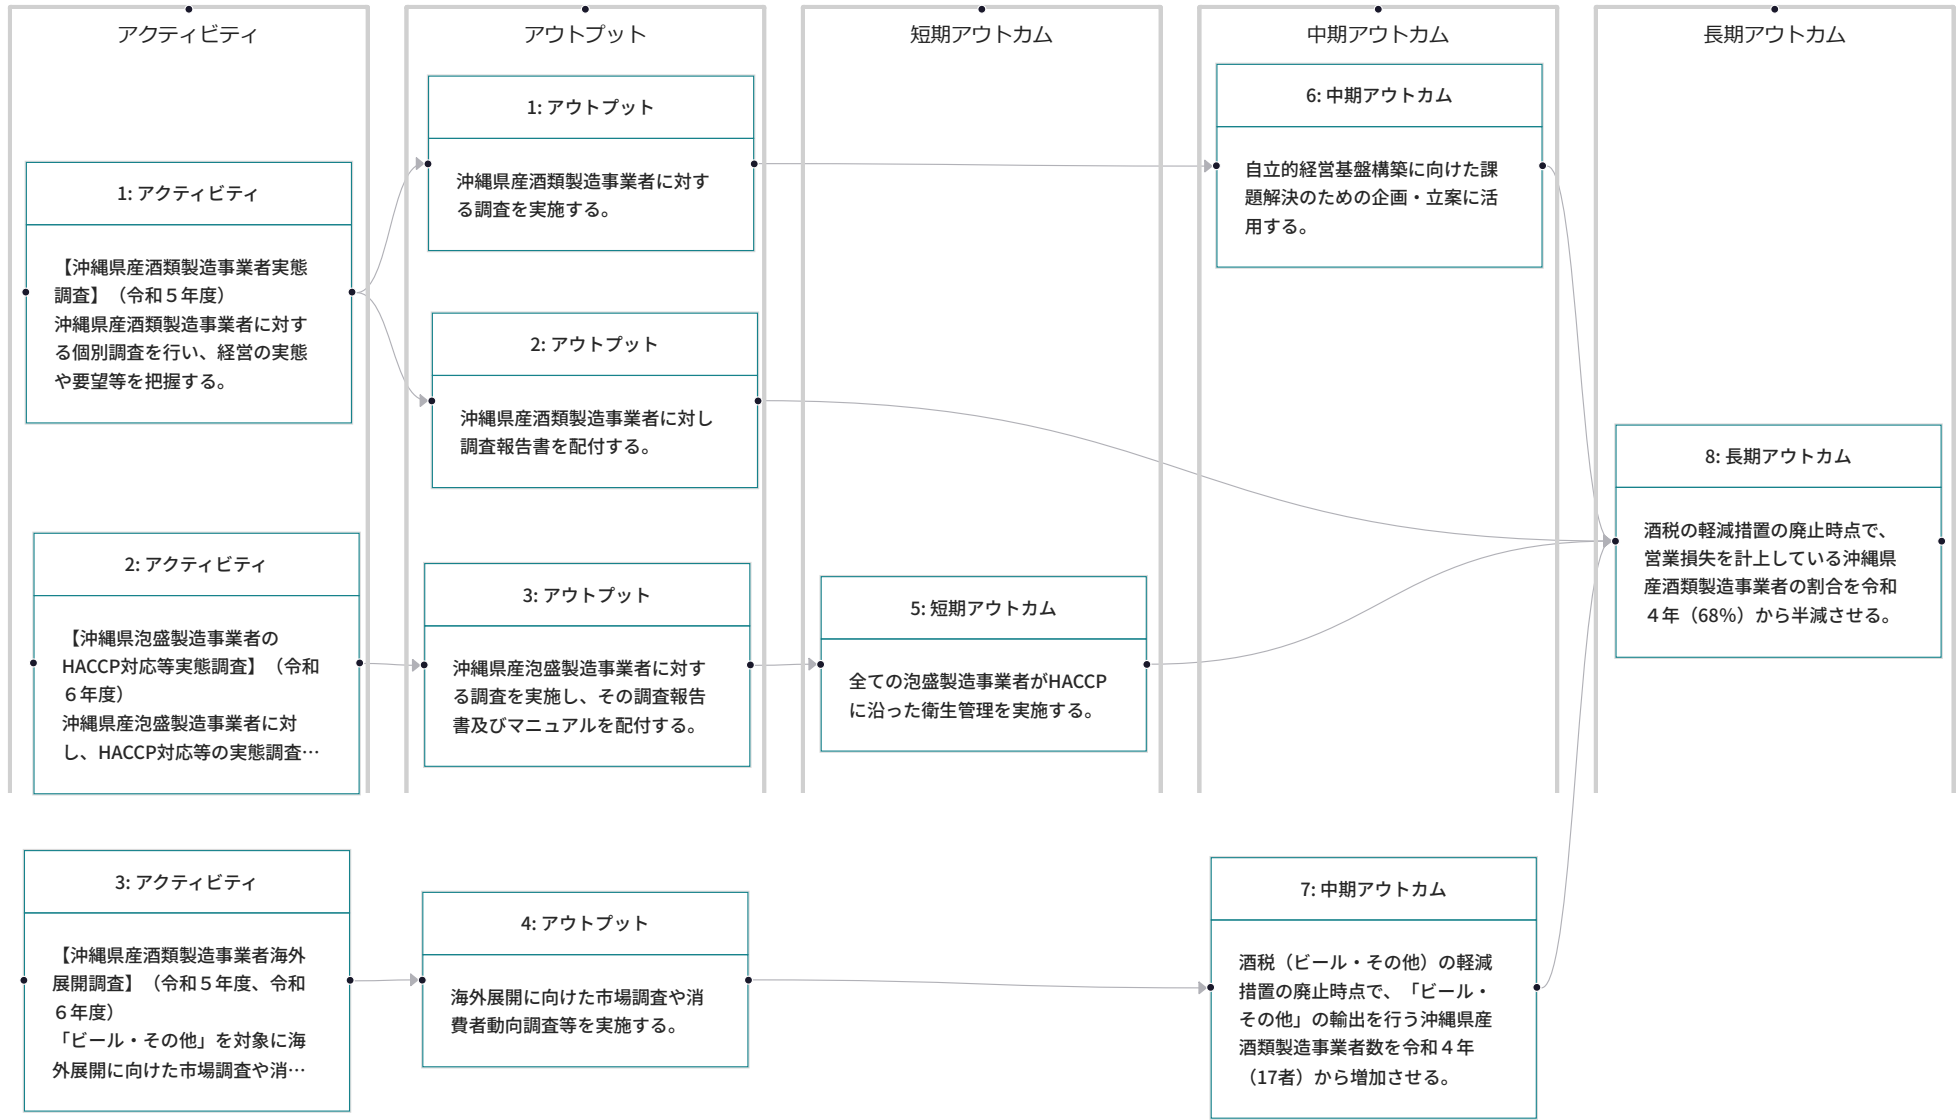 アクティビティ
アウトプット
短期アウトカム
中期アウトカム
長期アウトカム
1: アクティビティ
【沖縄県産酒類製造事業者実態
調査】（令和５年度）
沖縄県産酒類製造事業者に対す
る個別調査を行い、経営の実態
や要望等を把握する。
2: アクティビティ
【沖縄県泡盛製造事業者の
HACCP対応等実態調査】（令和
６年度）
沖縄県産泡盛製造事業者に対
し、HACCP対応等の実態調査…
3: アクティビティ
【沖縄県産酒類製造事業者海外
展開調査】（令和５年度、令和
６年度）
「ビール・その他」を対象に海
外展開に向けた市場調査や消…
1: アウトプット
沖縄県産酒類製造事業者に対す
る調査を実施する。
2: アウトプット
沖縄県産酒類製造事業者に対し
調査報告書を配付する。
3: アウトプット
沖縄県産泡盛製造事業者に対す
る調査を実施し、その調査報告
書及びマニュアルを配付する。
4: アウトプット
海外展開に向けた市場調査や消
費者動向調査等を実施する。
5: 短期アウトカム
全ての泡盛製造事業者がHACCP
に沿った衛生管理を実施する。
6: 中期アウトカム
自立的経営基盤構築に向けた課
題解決のための企画・立案に活
用する。
7: 中期アウトカム
酒税（ビール・その他）の軽減
措置の廃止時点で、「ビール・
その他」の輸出を行う沖縄県産
酒類製造事業者数を令和４年
（17者）から増加させる。
8: 長期アウトカム
酒税の軽減措置の廃止時点で、
営業損失を計上している沖縄県
産酒類製造事業者の割合を令和
４年（68%）から半減させる。